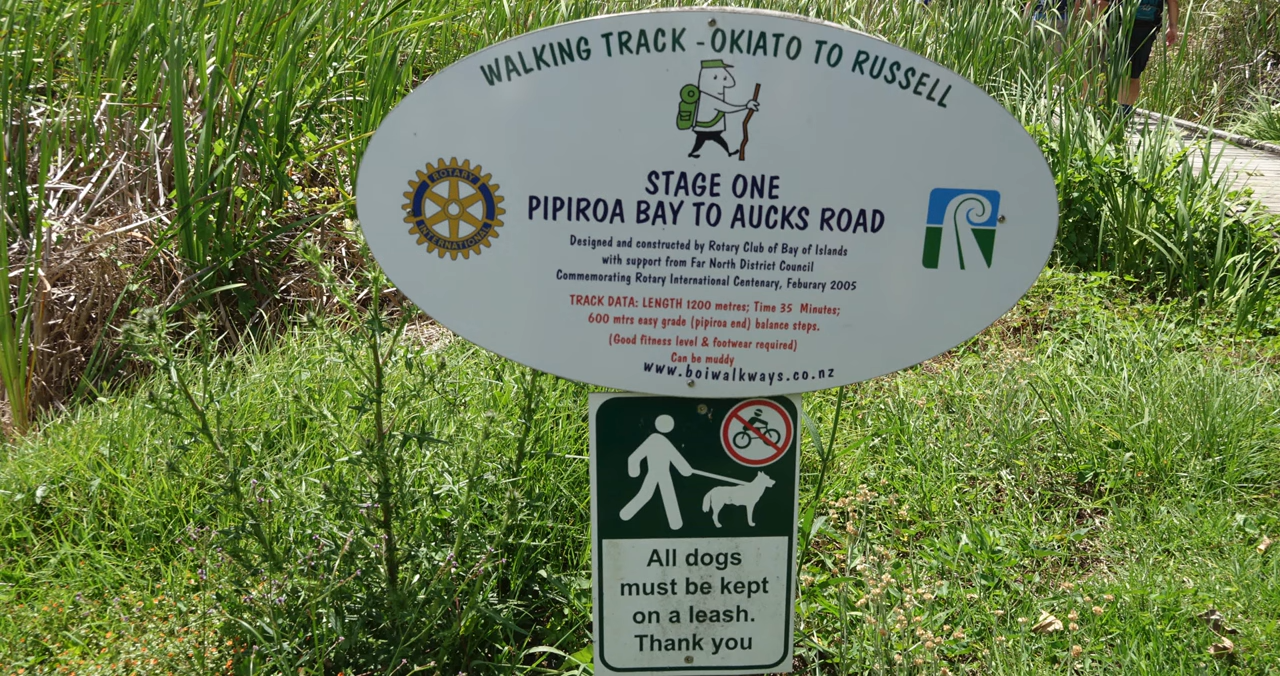 WALKING TRACK - OKIATO TO RUSSELL
STAGE ONE
PIPIROA BAY TO AUCKS ROAD
ROTARY
INTERNATIONAL
Designed and constructed by Rotary Club of Bay of Islands
with support from Far North District Council
Commemorating Rotary International Centenary, Feburary 2005
TRACK DATA: LENGTH 1200 metres; Time 35 Minutes;
600 mtrs easy grade (pipiroa end) balance steps.
(Good fitness level & footwear required)
Can be muddy
www.boiwalkways.co.nz
All dogs
must be kept
on a leash.
Thank you